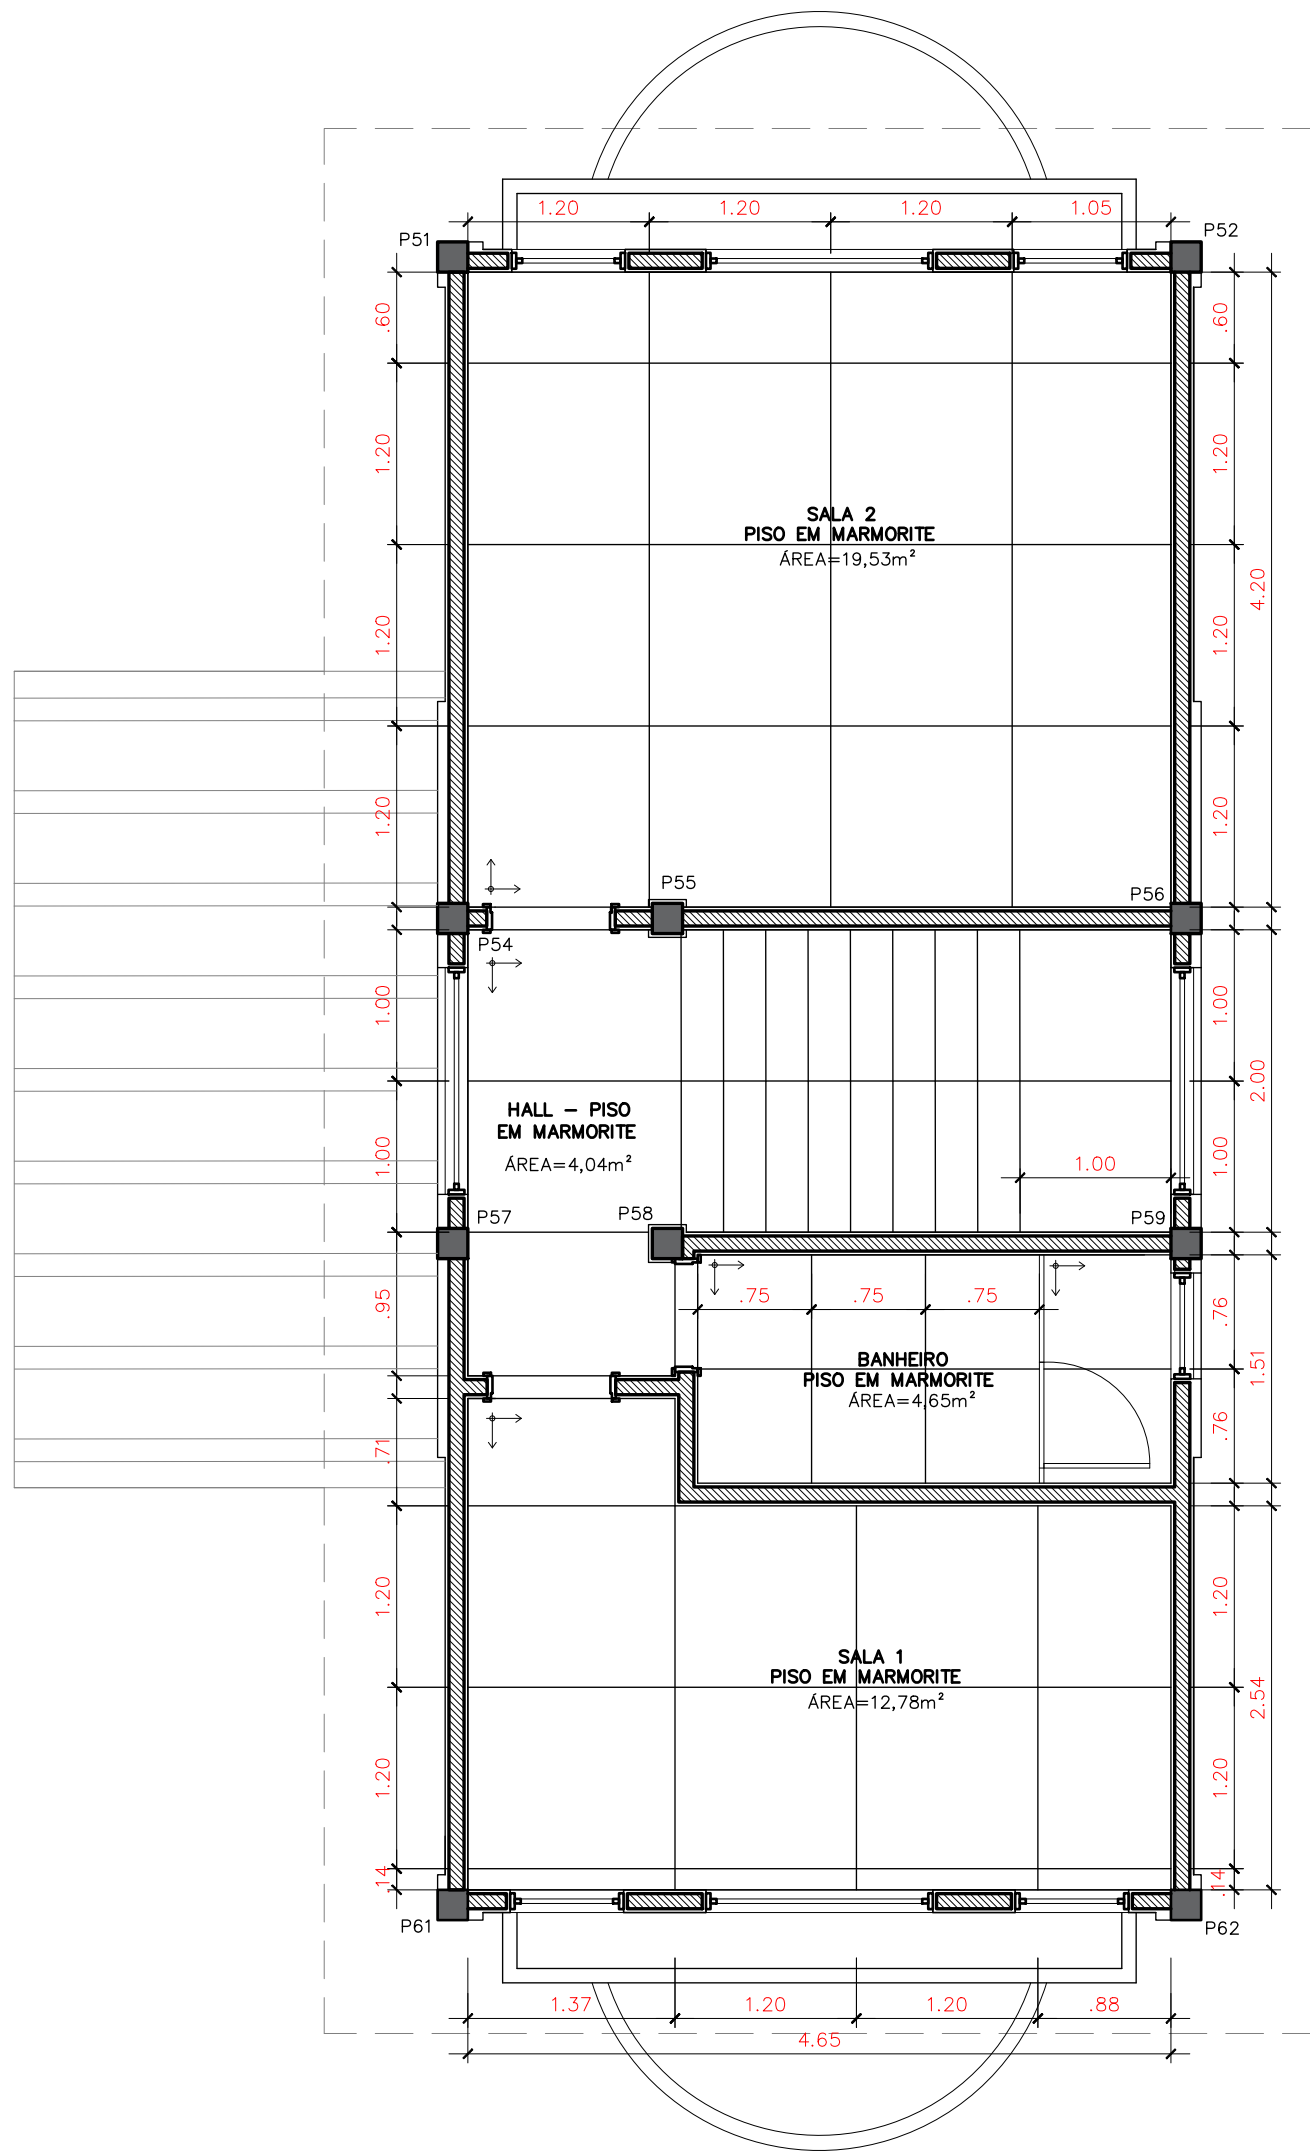 1.20
1.20
1.20
1.05
P51
P52
.60
.60
1.20
1.20
SALA 2
PISO EM MARMORITE
ÁREA=19,53m²
4.20
1.20
1.20
1.20
1.20
P55
P56
P54
1.00
1.00
2.00
HALL – PISO
EM MARMORITE
ÁREA=4,04m²
1.00
1.00
1.00
P57
P58
P59
.95
.75
.75
.75
.76
BANHEIRO
PISO EM MARMORITE
ÁREA=4,65m²
1.51
.71
.76
1.20
1.20
SALA 1
PISO EM MARMORITE
ÁREA=12,78m²
2.54
1.20
1.20
.14
.14
P61
P62
1.37
1.20
1.20
.88
4.65